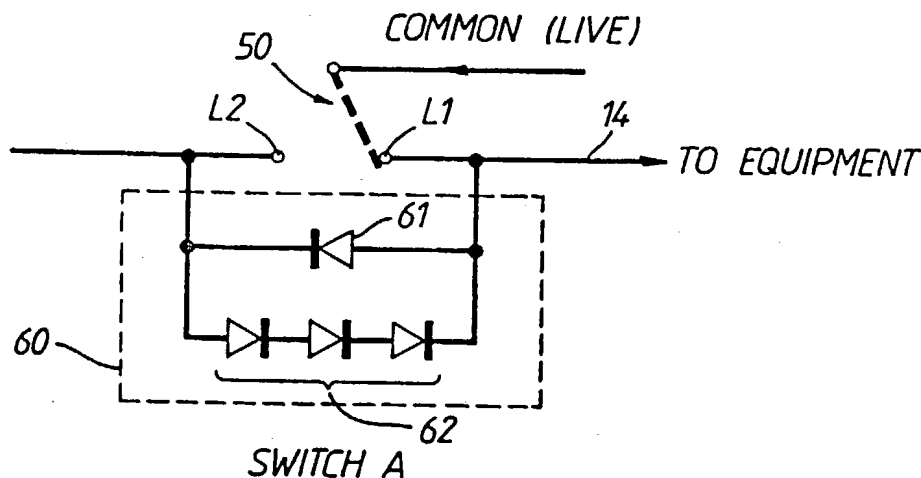 COMMON (LIVE)
50
L2
L1
14
TO EQUIPMENT
61
60
62
SWITCH A